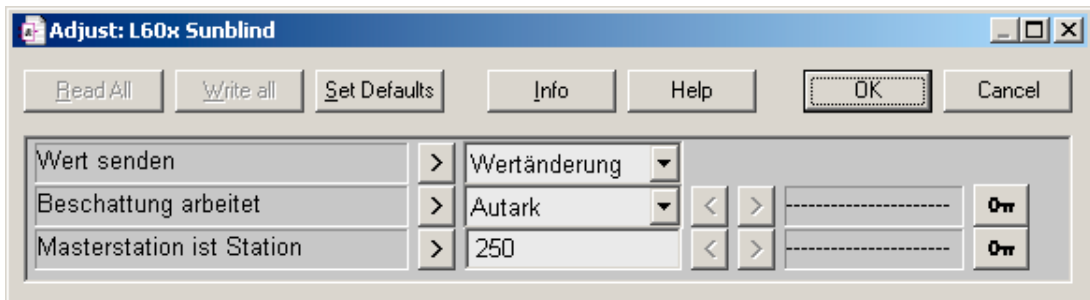 Adjust: L60x Sunblind
Read All Write all Set Defaults Info Help OK Cancel
Wert senden > Wertänderung
Beschattung arbeitet > Autark < > ---------------------
Masterstation ist Station > 250 < > ---------------------